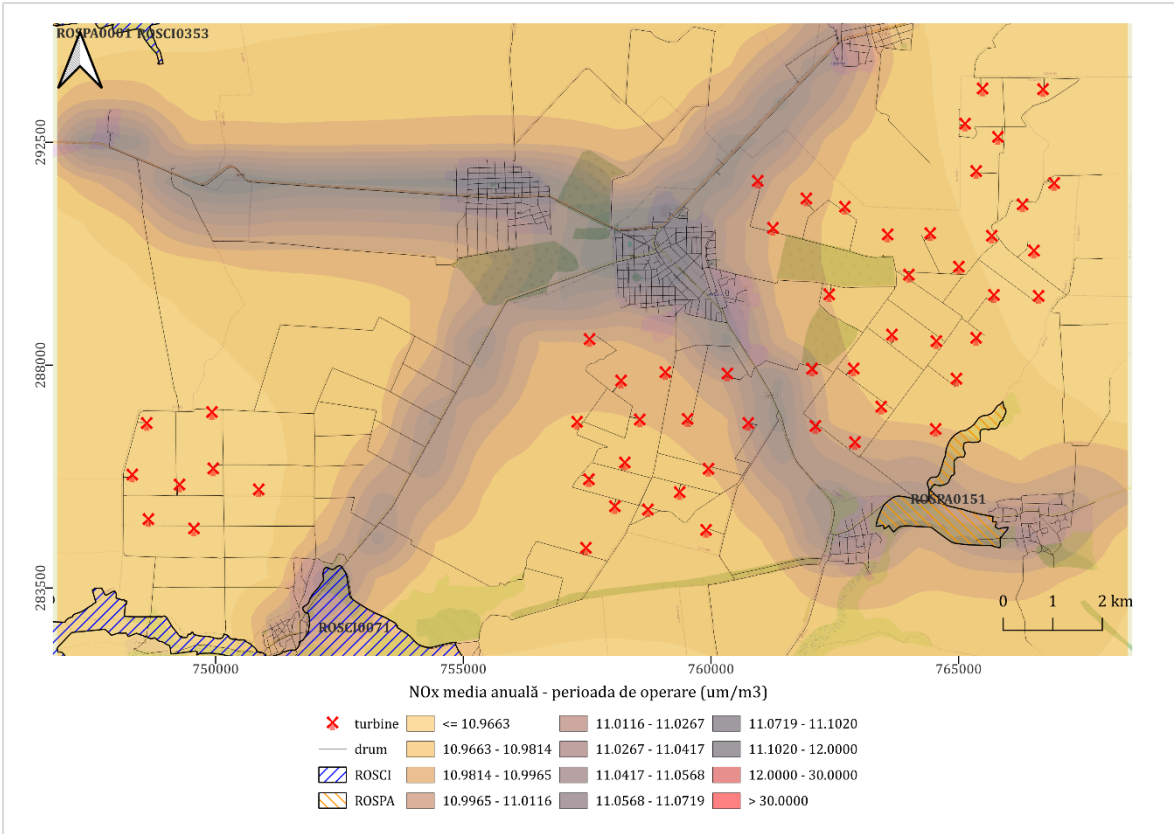 ROSPA0001 ROSCI0353
292500
288000
283500
ROSPA0151
ROSCI0071
0 1 2 km
750000 755000 760000 765000
NOx media anuală - perioada de operare (um/m3)
turbine <= 10.9663 11.0116 - 11.0267 11.0719 - 11.1020
drum 10.9663 - 10.9814 11.0267 - 11.0417 11.1020 - 12.0000
ROSCI 10.9814 - 10.9965 11.0417 - 11.0568 12.0000 - 30.0000
ROSPA 10.9965 - 11.0116 11.0568 - 11.0719 > 30.0000